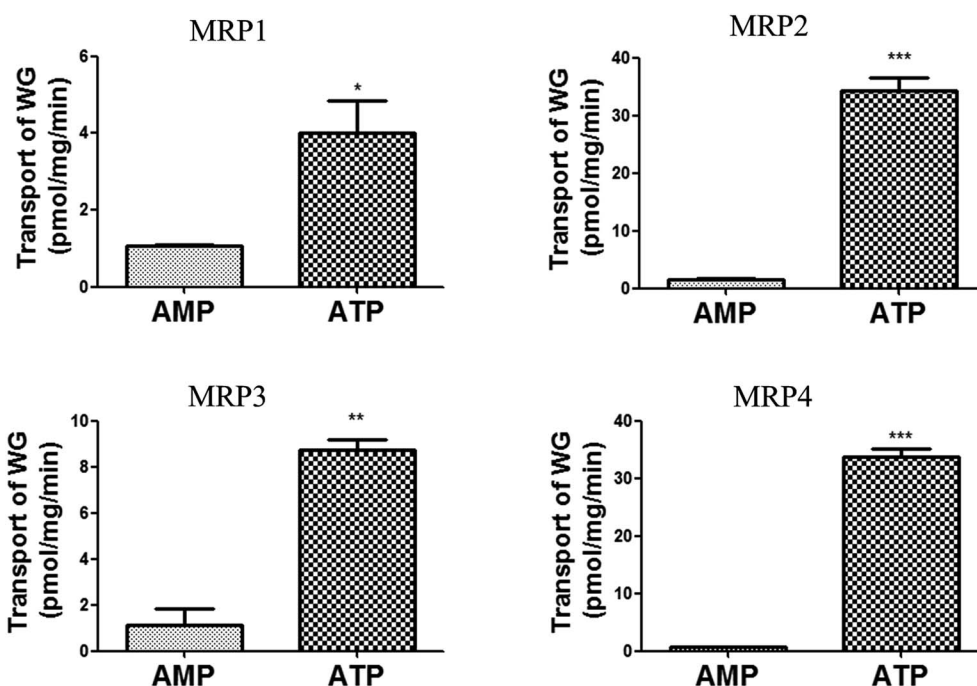 MRP1
Transport of WG
(pmol/mg/min)
6
4
2
0
*
AMP
ATP
MRP2
Transport of WG
(pmol/mg/min)
40
30
20
10
0
***
AMP
ATP
MRP3
Transport of WG
(pmol/mg/min)
10
8
6
4
2
0
**
AMP
ATP
MRP4
Transport of WG
(pmol/mg/min)
40
30
20
10
0
***
AMP
ATP